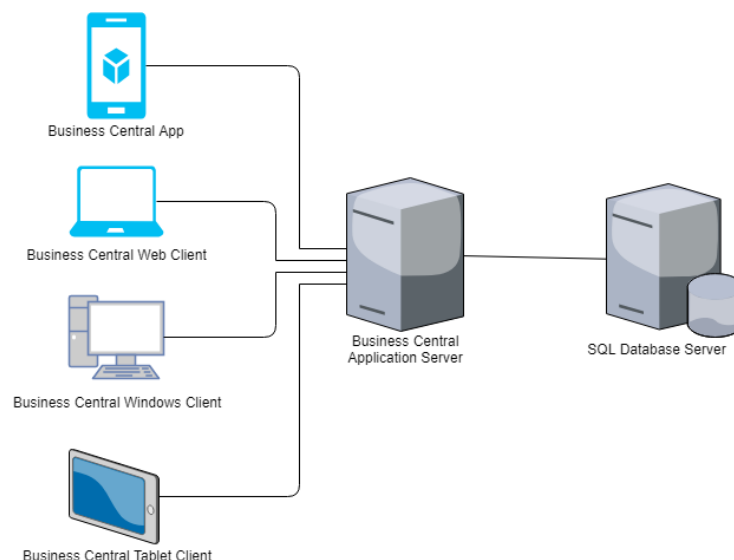 Business Central App
Business Central Web Client
Business Central Windows Client
Business Central Tablet Client
Business Central
Application Server
SQL Database Server